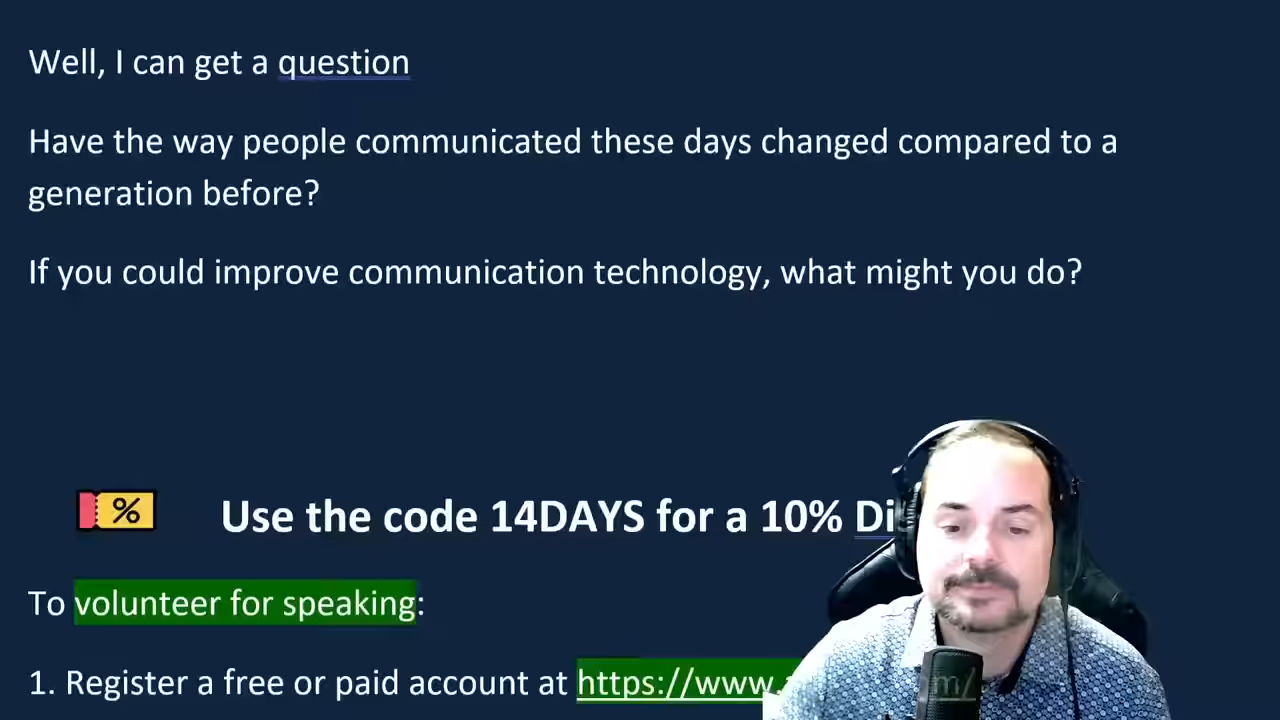 Well, I can get a question
Have the way people communicated these days changed compared to a
generation before?
If you could improve communication technology, what might you do?
% Use the code 14DAYS for a 10%
To volunteer for speaking:
1. Register a free or paid account at https://www.